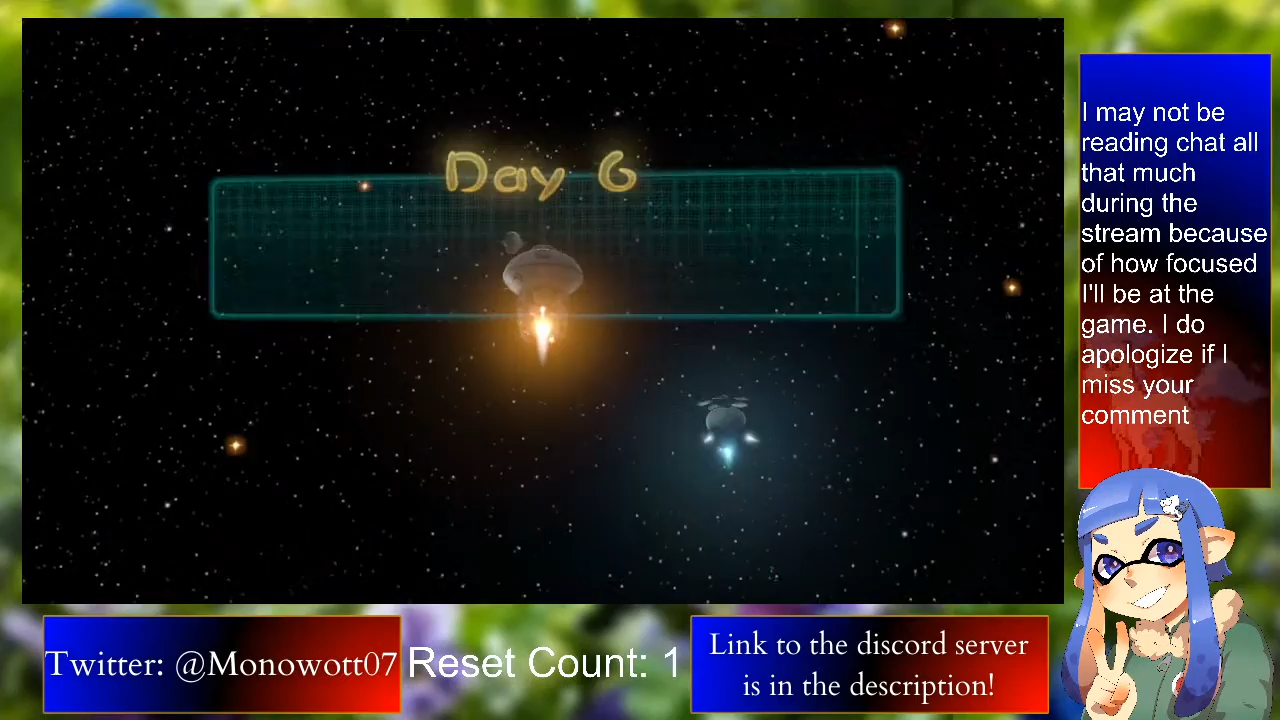 Day 6
I may not be
reading chat all
that much
during the
stream because
of how focused
I'll be at the
game. I do
apologize if I
miss your
comment
Twitter: @Monowott07
Reset Count: 1
Link to the discord server
is in the description!